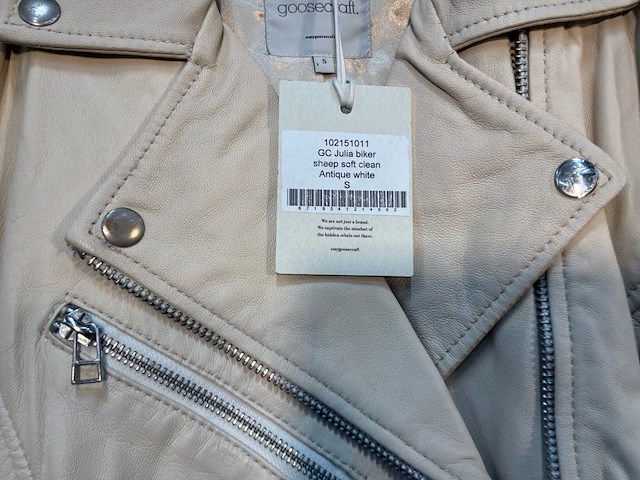 goosecraft.
S
102151011
GC Julia biker
sheep soft clean
Antique white
S
We are not just a brand.
We captivate the mindset of
the hidden rebels out there.